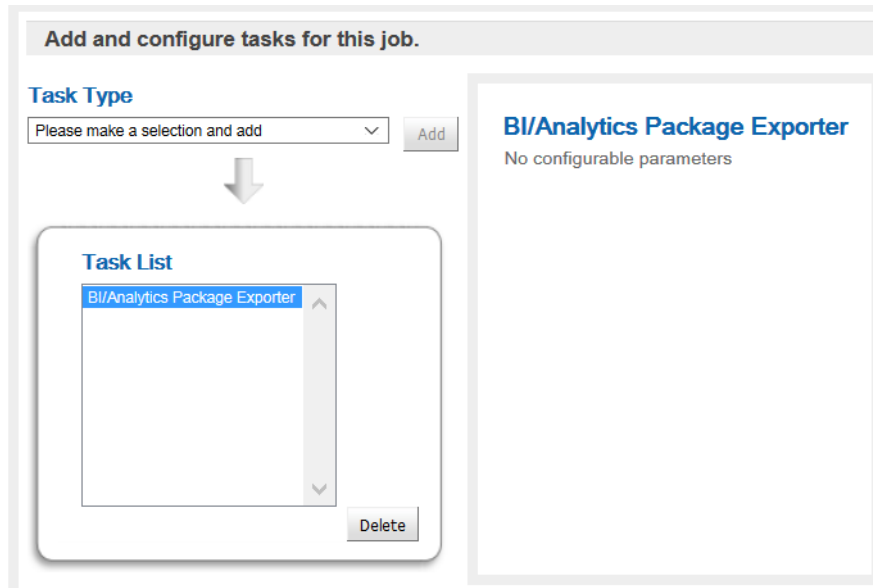 Add and configure tasks for this job.
Task Type
Please make a selection and add
Add
Task List
BI/Analytics Package Exporter
Delete
BI/Analytics Package Exporter
No configurable parameters